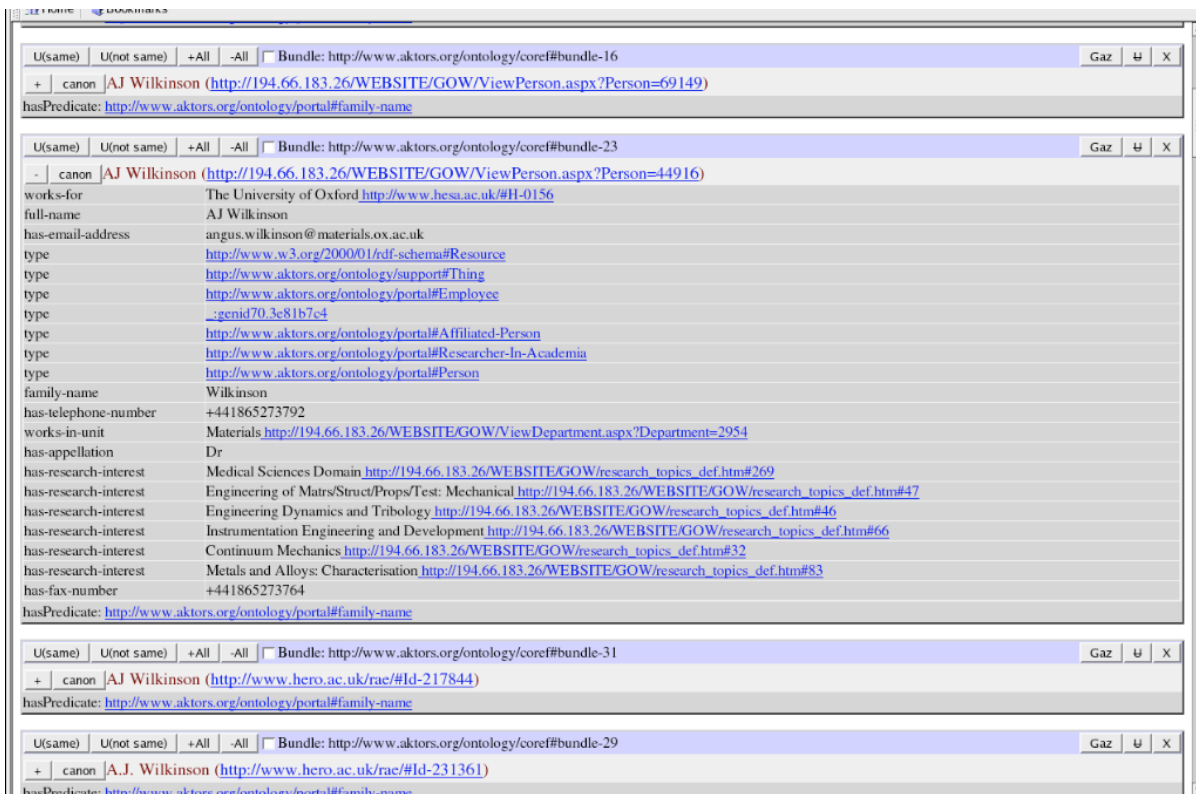 Home Bookmarks
U(same) U(not same) +All -All Bundle: http://www.aktors.org/ontology/coref#bundle-16 Gaz U X
+ canon AJ Wilkinson (http://194.66.183.26/WEBSITE/GOW/ViewPerson.aspx?Person=69149)
hasPredicate: http://www.aktors.org/ontology/portal#family-name
U(same) U(not same) +All -All Bundle: http://www.aktors.org/ontology/coref#bundle-23 Gaz U X
- canon AJ Wilkinson (http://194.66.183.26/WEBSITE/GOW/ViewPerson.aspx?Person=44916)
works-for The University of Oxford http://www.hesa.ac.uk/#H-0156
full-name AJ Wilkinson
has-email-address angus.wilkinson@materials.ox.ac.uk
type http://www.w3.org/2000/01/rdf-schema#Resource
type http://www.aktors.org/ontology/support#Thing
type http://www.aktors.org/ontology/portal#Employee
type _:genid70.3e81b7c4
type http://www.aktors.org/ontology/portal#Affiliated-Person
type http://www.aktors.org/ontology/portal#Researcher-In-Academia
type http://www.aktors.org/ontology/portal#Person
family-name Wilkinson
has-telephone-number +441865273792
works-in-unit Materials http://194.66.183.26/WEBSITE/GOW/ViewDepartment.aspx?Department=2954
has-appellation Dr
has-research-interest Medical Sciences Domain http://194.66.183.26/WEBSITE/GOW/research_topics_def.htm#269
has-research-interest Engineering of Matrs/Struct/Props/Test: Mechanical http://194.66.183.26/WEBSITE/GOW/research_topics_def.htm#47
has-research-interest Engineering Dynamics and Tribology http://194.66.183.26/WEBSITE/GOW/research_topics_def.htm#46
has-research-interest Instrumentation Engineering and Development http://194.66.183.26/WEBSITE/GOW/research_topics_def.htm#66
has-research-interest Continuum Mechanics http://194.66.183.26/WEBSITE/GOW/research_topics_def.htm#32
has-research-interest Metals and Alloys: Characterisation http://194.66.183.26/WEBSITE/GOW/research_topics_def.htm#83
has-fax-number +441865273764
hasPredicate: http://www.aktors.org/ontology/portal#family-name
U(same) U(not same) +All -All Bundle: http://www.aktors.org/ontology/coref#bundle-31 Gaz U X
+ canon AJ Wilkinson (http://www.hero.ac.uk/rae/#Id-217844)
hasPredicate: http://www.aktors.org/ontology/portal#family-name
U(same) U(not same) +All -All Bundle: http://www.aktors.org/ontology/coref#bundle-29 Gaz U X
+ canon A.J. Wilkinson (http://www.hero.ac.uk/rae/#Id-231361)
hasPredicate: http://www.aktors.org/ontology/portal#family-name